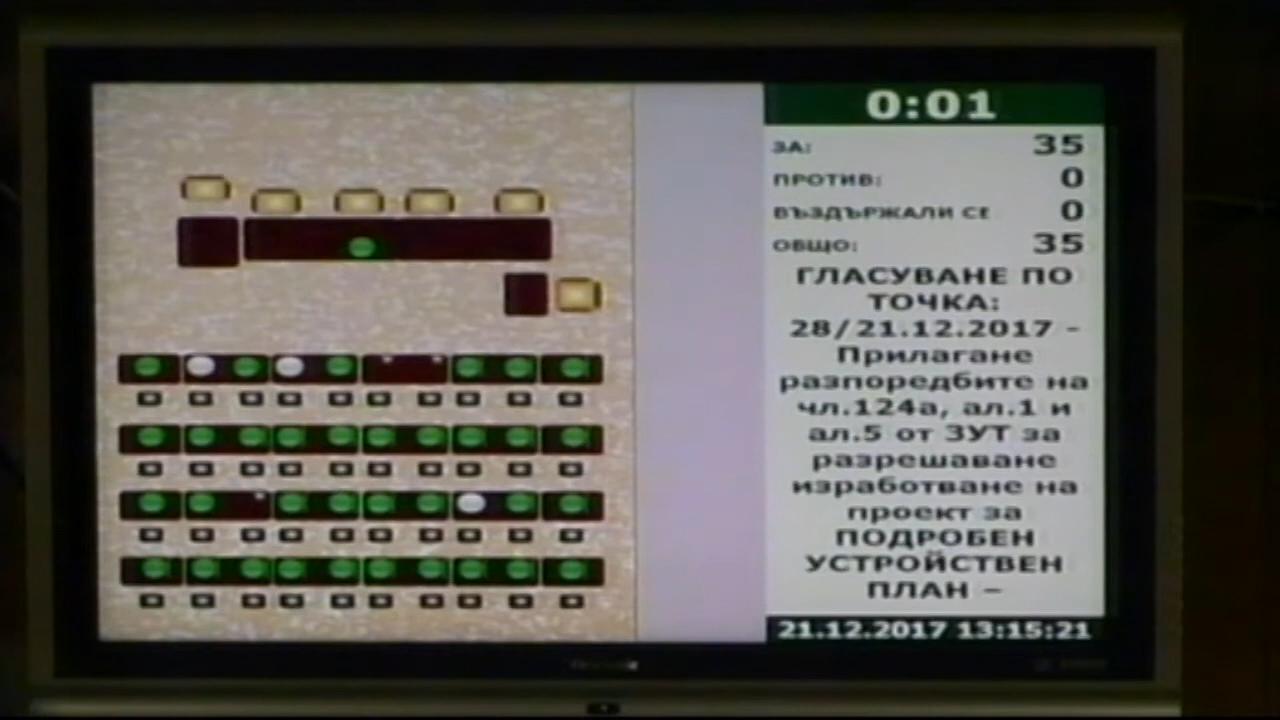 0:01
ЗА: 35
ПРОТИВ: 0
ВЪЗДЪРЖАЛИ СЕ 0
ОБЩО: 35
ГЛАСУВАНЕ ПО
ТОЧКА:
28/21.12.2017 -
Прилагане
разпоредбите на
чл.124а, ал.1 и
ал.5 от ЗУТ за
разрешаване
изработване на
проект за
ПОДРОБЕН
УСТРОЙСТВЕН
ПЛАН –
21.12.2017 13:15:21